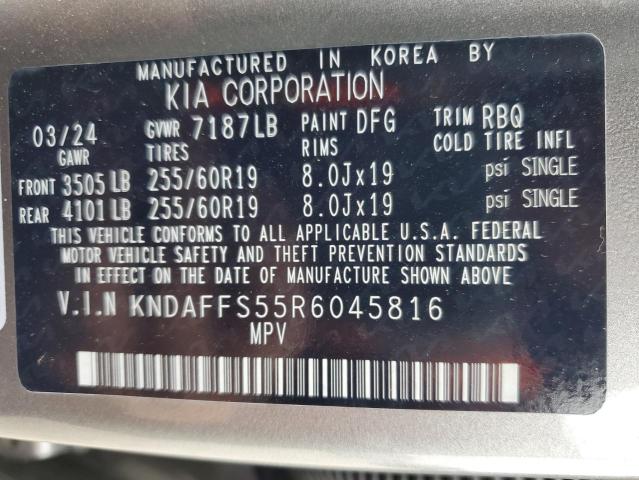 MANUFACTURED IN KOREA BY
KIA CORPORATION
03/24 GVWR 7187LB PAINT DFG TRIM RBQ
GAWR TIRES RIMS COLD TIRE INFL
FRONT 3505 LB 255/60R19 8.0Jx19 psi SINGLE
REAR 4101 LB 255/60R19 8.0Jx19 psi SINGLE
THIS VEHICLE CONFORMS TO ALL APPLICABLE U.S.A. FEDERAL
MOTOR VEHICLE SAFETY AND THEFT PREVENTION STANDARDS
IN EFFECT ON THE DATE OF MANUFACTURE SHOWN ABOVE
V.I.N KNDAFFS55R6045816
MPV